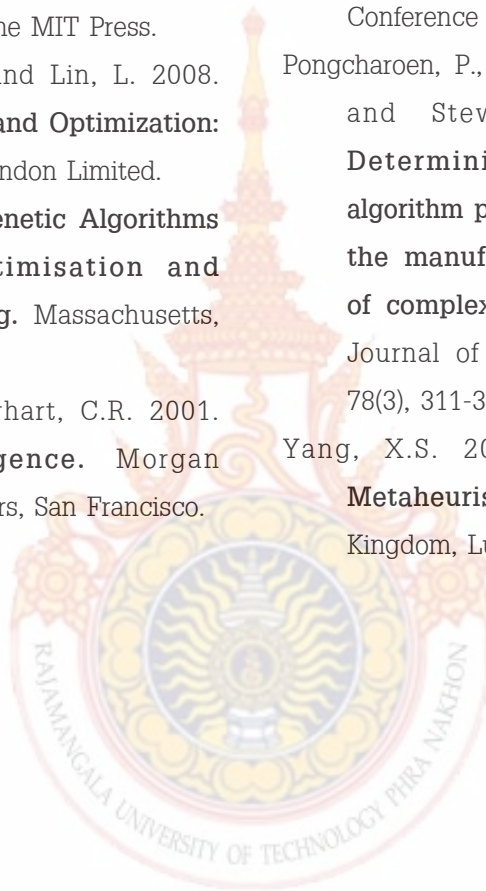 he MIT Press.
and Lin, L. 2008.
and Optimization:
ndon Limited.
enetic Algorithms
timisation and
g. Massachusetts,
rhart, C.R. 2001.
gence. Morgan
rs, San Francisco.
Conference
Pongcharoen, P.,
and Stew
Determini
algorithm p
the manuf
of complex
Journal of
78(3), 311-3
Yang, X.S. 20
Metaheuris
Kingdom, Lu
RAJAMANGALA UNIVERSITY OF TECHNOLOGY PHRA NAKHON